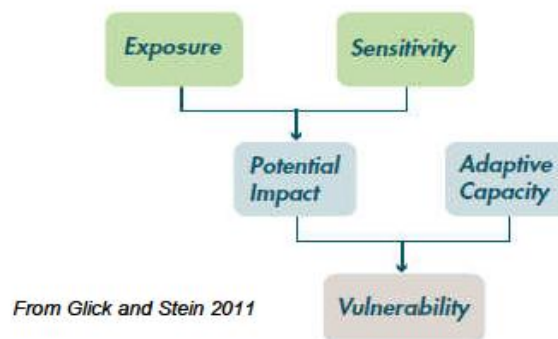 Exposure
Sensitivity
Potential
Impact
Adaptive
Capacity
From Glick and Stein 2011
Vulnerability